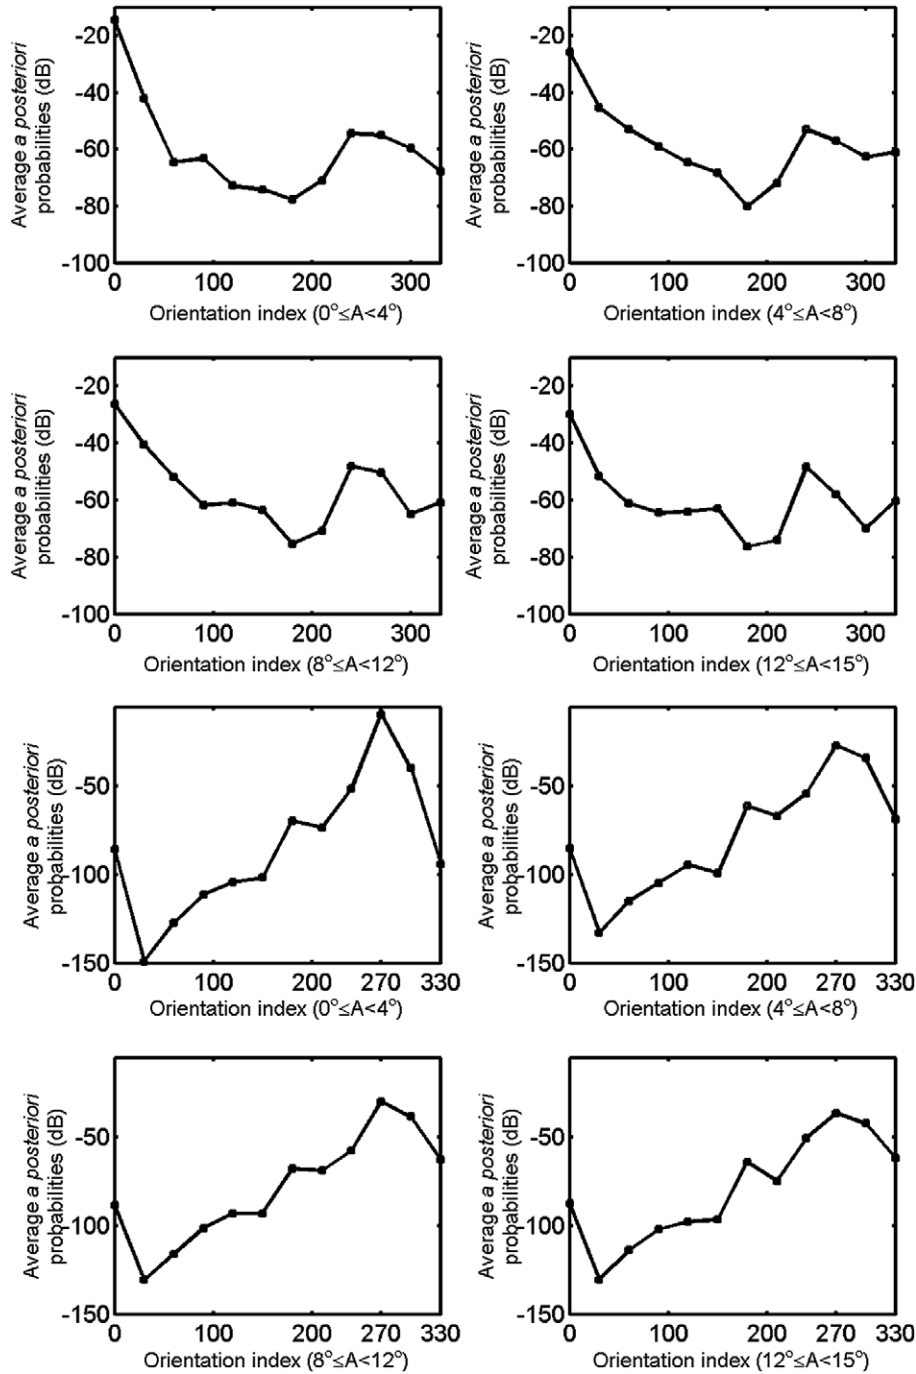 Average a posteriori
probabilities (dB)
-20
-40
-60
-80
-100
0
100
200
300
Orientation index (0°≤A<4°)
Average a posteriori
probabilities (dB)
-20
-40
-60
-80
-100
0
100
200
300
Orientation index (4°≤A<8°)
Average a posteriori
probabilities (dB)
-20
-40
-60
-80
-100
0
100
200
300
Orientation index (8°≤A<12°)
Average a posteriori
probabilities (dB)
-20
-40
-60
-80
-100
0
100
200
300
Orientation index (12°≤A<15°)
Average a posteriori
probabilities (dB)
-50
-100
-150
0
100
200
270
330
Orientation index (0°≤A<4°)
Average a posteriori
probabilities (dB)
-50
-100
-150
0
100
200
270
330
Orientation index (4°≤A<8°)
Average a posteriori
probabilities (dB)
-50
-100
-150
0
100
200
270
330
Orientation index (8°≤A<12°)
Average a posteriori
probabilities (dB)
-50
-100
-150
0
100
200
270
330
Orientation index (12°≤A<15°)